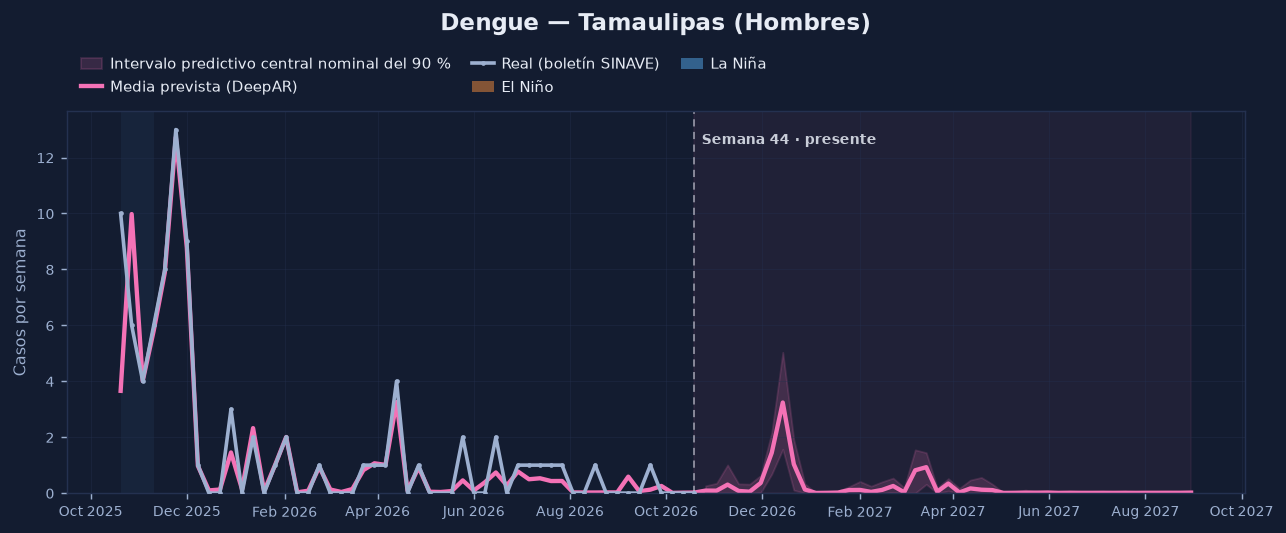 Dengue — Tamaulipas (Hombres)
Intervalo predictivo central nominal del 90 %
Real (boletín SINAVE)
La Niña
Media prevista (DeepAR)
El Niño
Semana 44 · presente
Casos por semana
12
10
8
6
4
2
0
Oct 2025
Dec 2025
Feb 2026
Apr 2026
Jun 2026
Aug 2026
Oct 2026
Dec 2026
Feb 2027
Apr 2027
Jun 2027
Aug 2027
Oct 2027